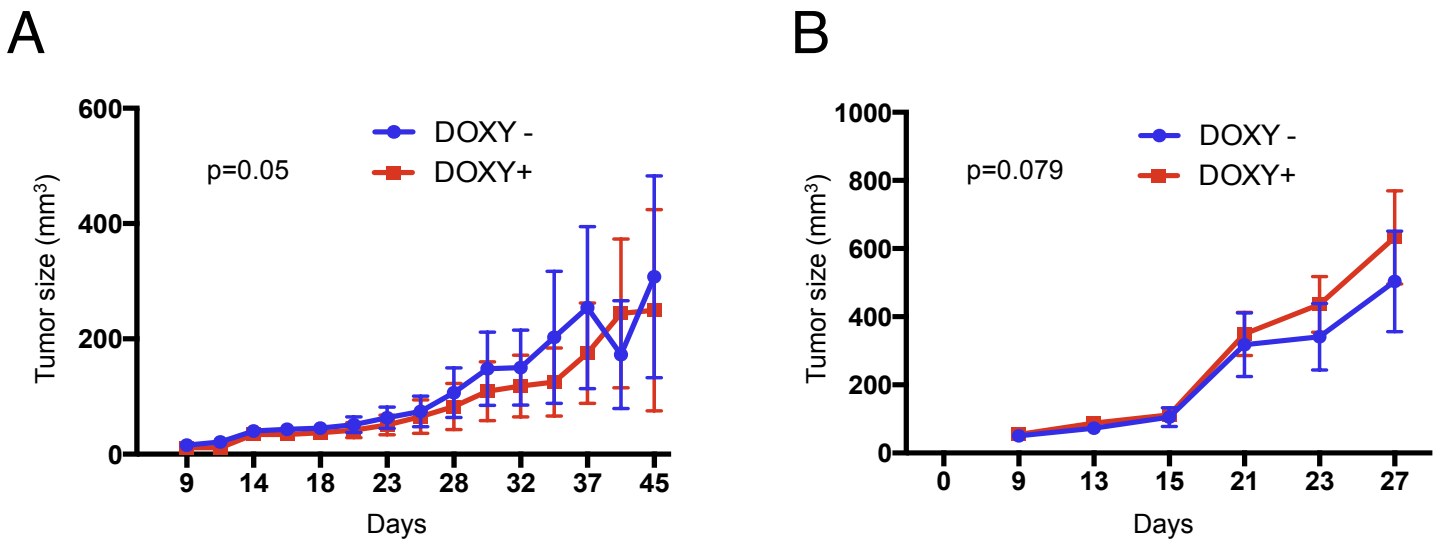 A
600
400
200
0
Tumor size (mm³)
p=0.05
DOXY -
DOXY+
9 14 18 23 28 32 37 45
Days
B
1000
800
600
400
200
0
Tumor size (mm³)
p=0.079
DOXY -
DOXY+
0 9 13 15 21 23 27
Days